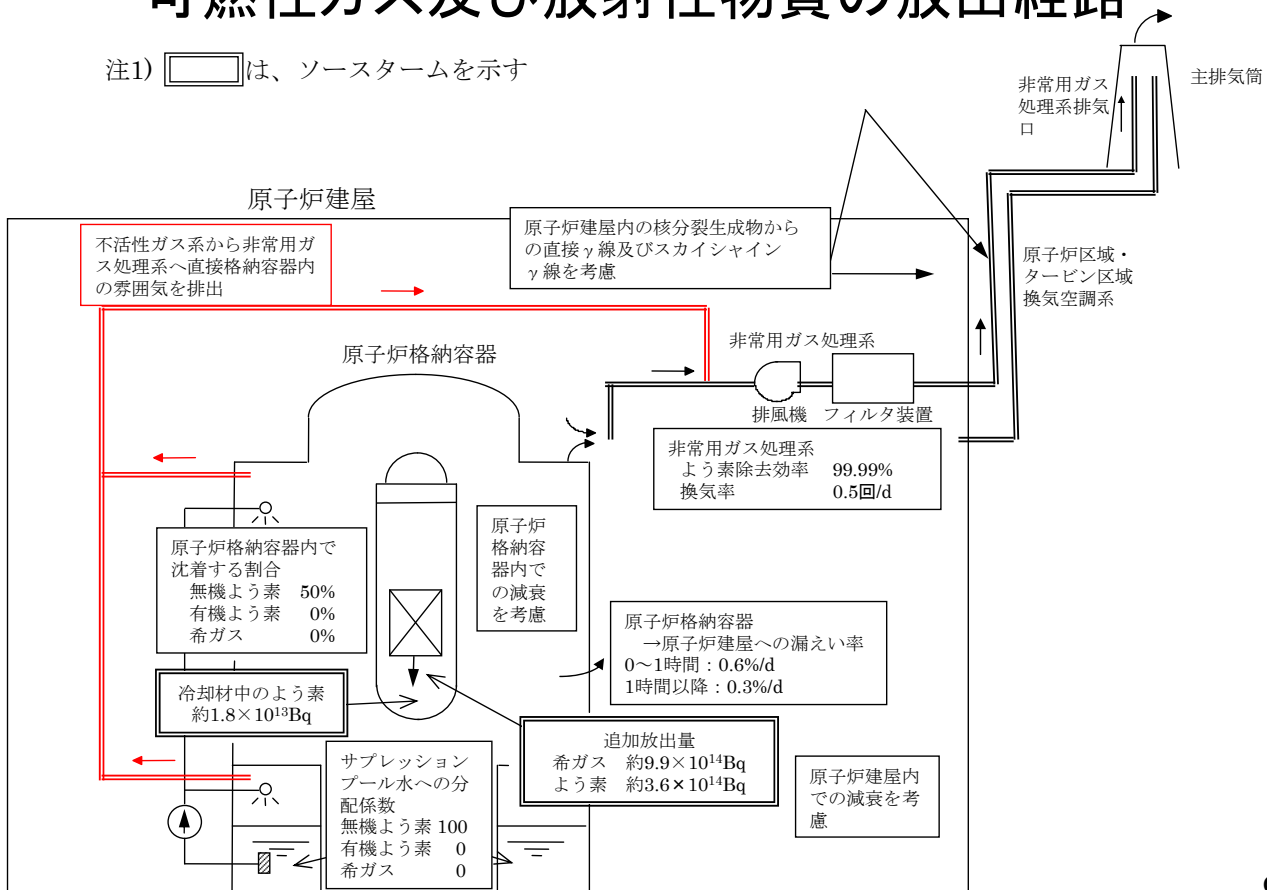 可燃性ガス及び放射性物質の放出経路
注1) は、ソースタームを示す
主排気筒
非常用ガス
処理系排気
口
原子炉建屋
不活性ガス系から非常用ガ
ス処理系へ直接格納容器内
の雰囲気を排出
原子炉建屋内の核分裂生成物から
の直接γ線及びスカイシャイン
γ線を考慮
原子炉区域・
タービン区域
換気空調系
原子炉格納容器
非常用ガス処理系
排風機 フィルタ装置
非常用ガス処理系
よう素除去効率 99.99%
換気率 0.5回/d
原子炉格納容器内で
沈着する割合
無機よう素 50%
有機よう素 0%
希ガス 0%
原子炉
格納容
器内で
の減衰
を考慮
原子炉格納容器
→原子炉建屋への漏えい率
0~1時間：0.6%/d
1時間以降：0.3%/d
冷却材中のよう素
約1.8×10¹³Bq
追加放出量
希ガス 約9.9×10¹⁴Bq
よう素 約3.6×10¹⁴Bq
サプレッション
プール水への分
配係数
無機よう素 100
有機よう素 0
希ガス 0
原子炉建屋内
での減衰を考
慮